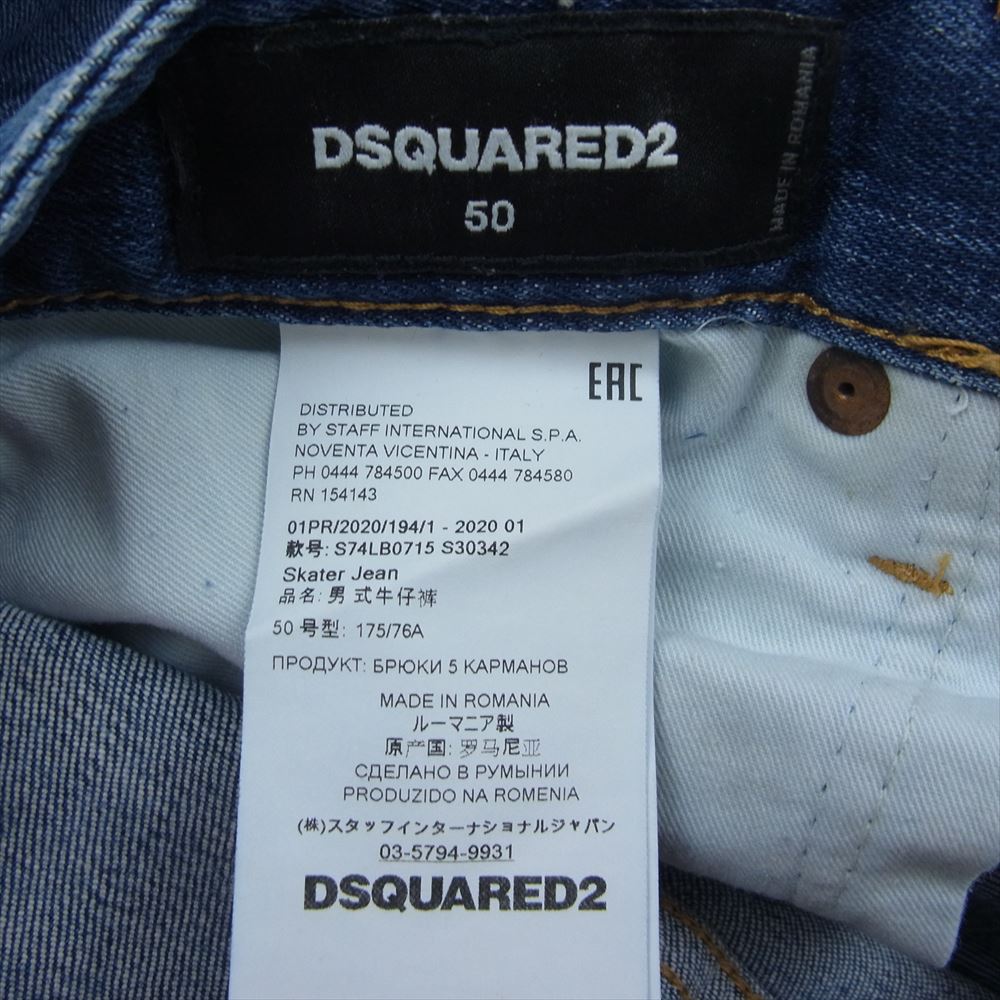 DSQUARED2
50
MADE IN ROMANIA
EAC
DISTRIBUTED
BY STAFF INTERNATIONAL S.P.A.
NOVENTA VICENTINA - ITALY
PH 0444 784500 FAX 0444 784580
RN 154143
01PR/2020/194/1 - 2020 01
款号: S74LB0715 S30342
Skater Jean
品名: 男 式牛仔裤
50 号型: 175/76A
ПРОДУКТ: БРЮКИ 5 КАРМАНОВ
MADE IN ROMANIA
ルーマニア製
原产国: 罗马尼亚
СДЕЛАНО В РУМЫНИИ
PRODUZIDO NA ROMENIA
(株)スタッフインターナショナルジャパン
03-5794-9931
DSQUARED2